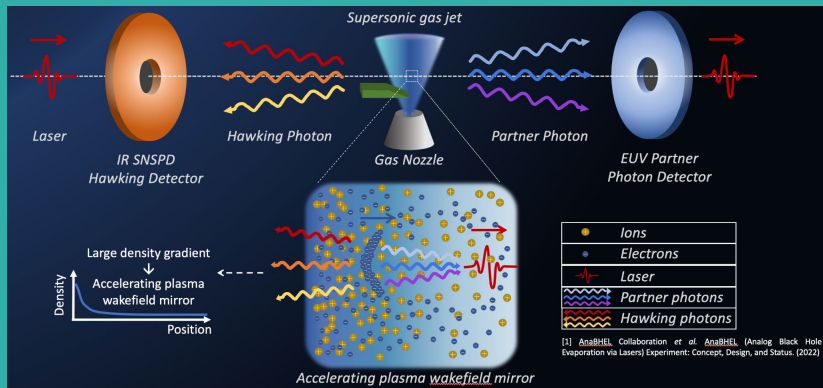 Supersonic gas jet
Laser
IR SNSPD
Hawking Detector
Hawking Photon
Gas Nozzle
Partner Photon
EUV Partner
Photon Detector
Large density gradient
Accelerating plasma
wakefield mirror
Density
Position
Accelerating plasma wakefield mirror
Ions
Electrons
Laser
Partner photons
Hawking photons
[1] AnaBHEL Collaboration et al. AnaBHEL (Analog Black Hole
Evaporation via Lasers) Experiment: Concept, Design, and Status. (2022)